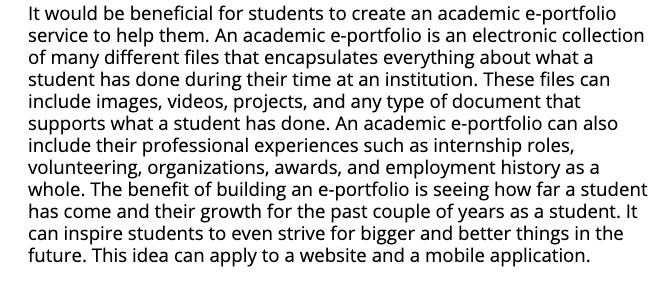 It would be beneficial for students to create an academic e-portfolio
service to help them. An academic e-portfolio is an electronic collection
of many different files that encapsulates everything about what a
student has done during their time at an institution. These files can
include images, videos, projects, and any type of document that
supports what a student has done. An academic e-portfolio can also
include their professional experiences such as internship roles,
volunteering, organizations, awards, and employment history as a
whole. The benefit of building an e-portfolio is seeing how far a student
has come and their growth for the past couple of years as a student. It
can inspire students to even strive for bigger and better things in the
future. This idea can apply to a website and a mobile application.